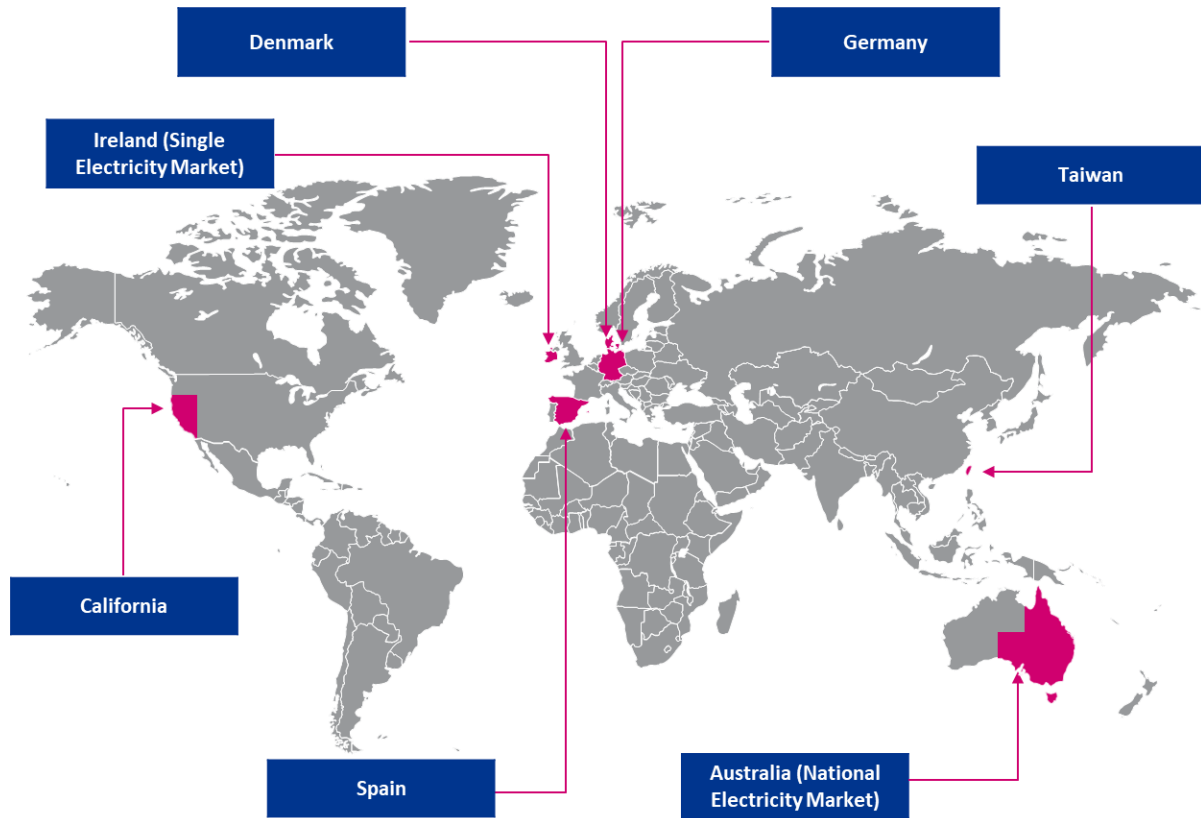 Denmark
Germany
Ireland (Single
Electricity Market)
Taiwan
California
Spain
Australia (National
Electricity Market)